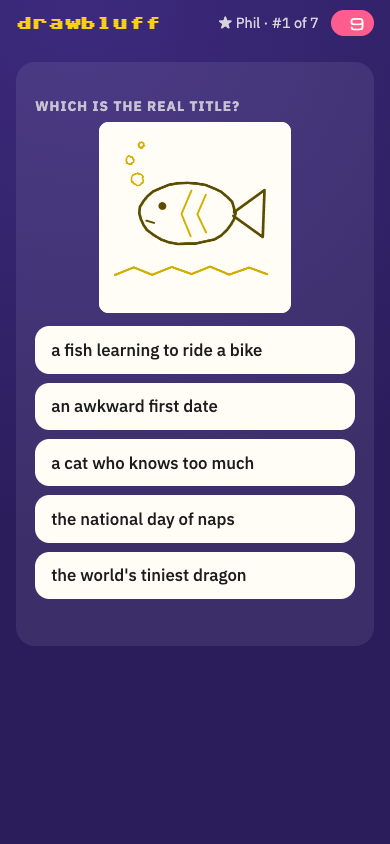 drawbluff
★ Phil · #1 of 7
9
WHICH IS THE REAL TITLE?
a fish learning to ride a bike
an awkward first date
a cat who knows too much
the national day of naps
the world's tiniest dragon